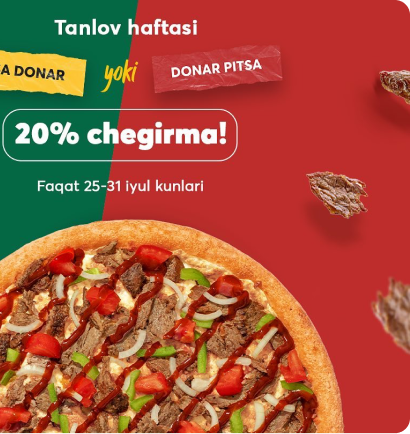 Tanlov haftasi
A DONAR yoki DONAR PITSA
20% chegirma!
Faqat 25-31 iyul kunlari